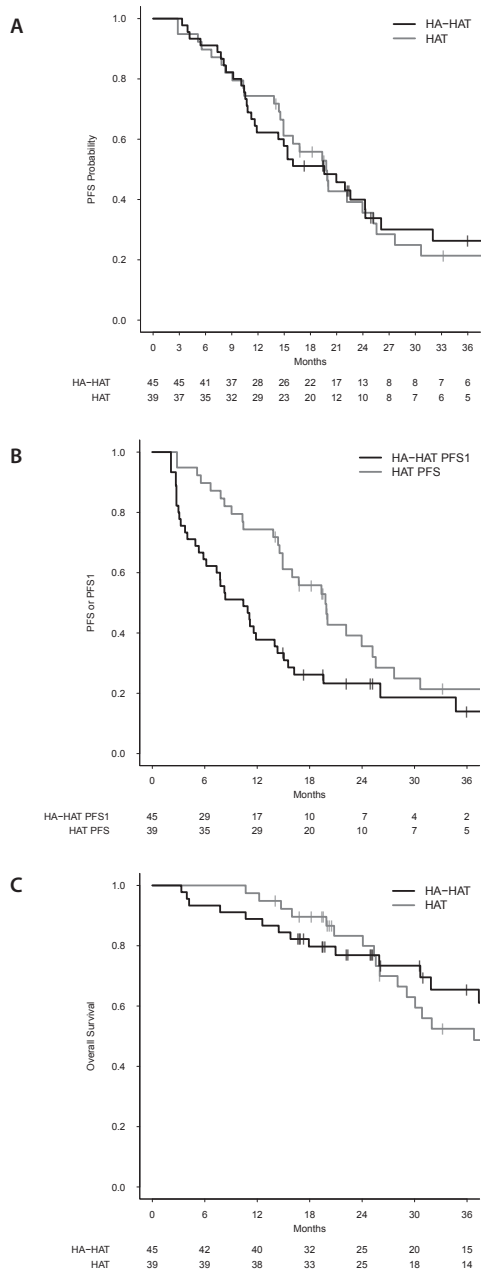 A
HA−HAT
HAT
PFS Probability
1.0
0.8
0.6
0.4
0.2
0.0
0 3 6 9 12 15 18 21 24 27 30 33 36
Months
HA−HAT 45 45 41 37 28 26 22 17 13 8 8 7 6
HAT 39 37 35 32 29 23 20 12 10 8 7 6 5
B
HA−HAT PFS1
HAT PFS
PFS or PFS1
1.0
0.8
0.6
0.4
0.2
0.0
0 6 12 18 24 30 36
Months
HA−HAT PFS1 45 29 17 10 7 4 2
HAT PFS 39 35 29 20 10 7 5
C
HA−HAT
HAT
Overall Survival
1.0
0.8
0.6
0.4
0.2
0.0
0 6 12 18 24 30 36
Months
HA−HAT 45 42 40 32 25 20 15
HAT 39 39 38 33 25 18 14